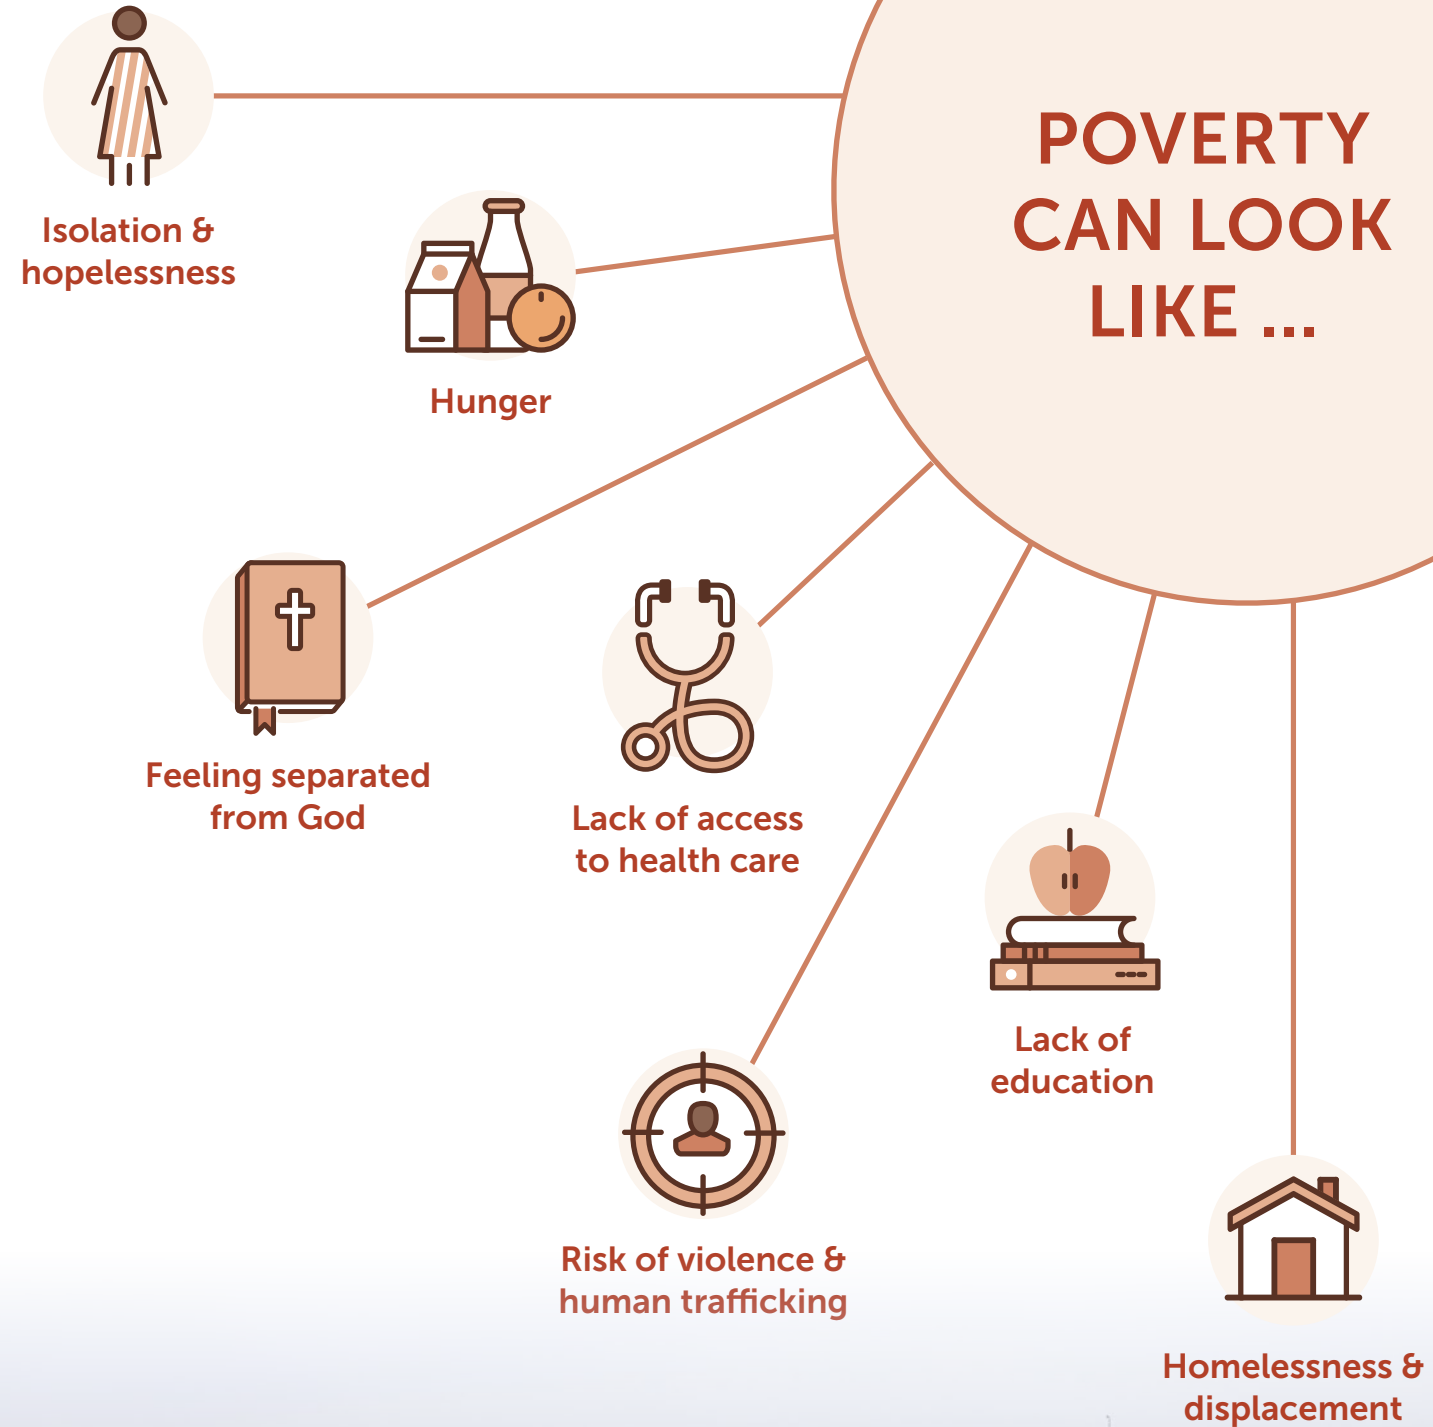 POVERTY
CAN LOOK
LIKE ...
Isolation &
hopelessness
Hunger
Feeling separated
from God
Lack of access
to health care
Risk of violence &
human trafficking
Lack of
education
Homelessness &
displacement